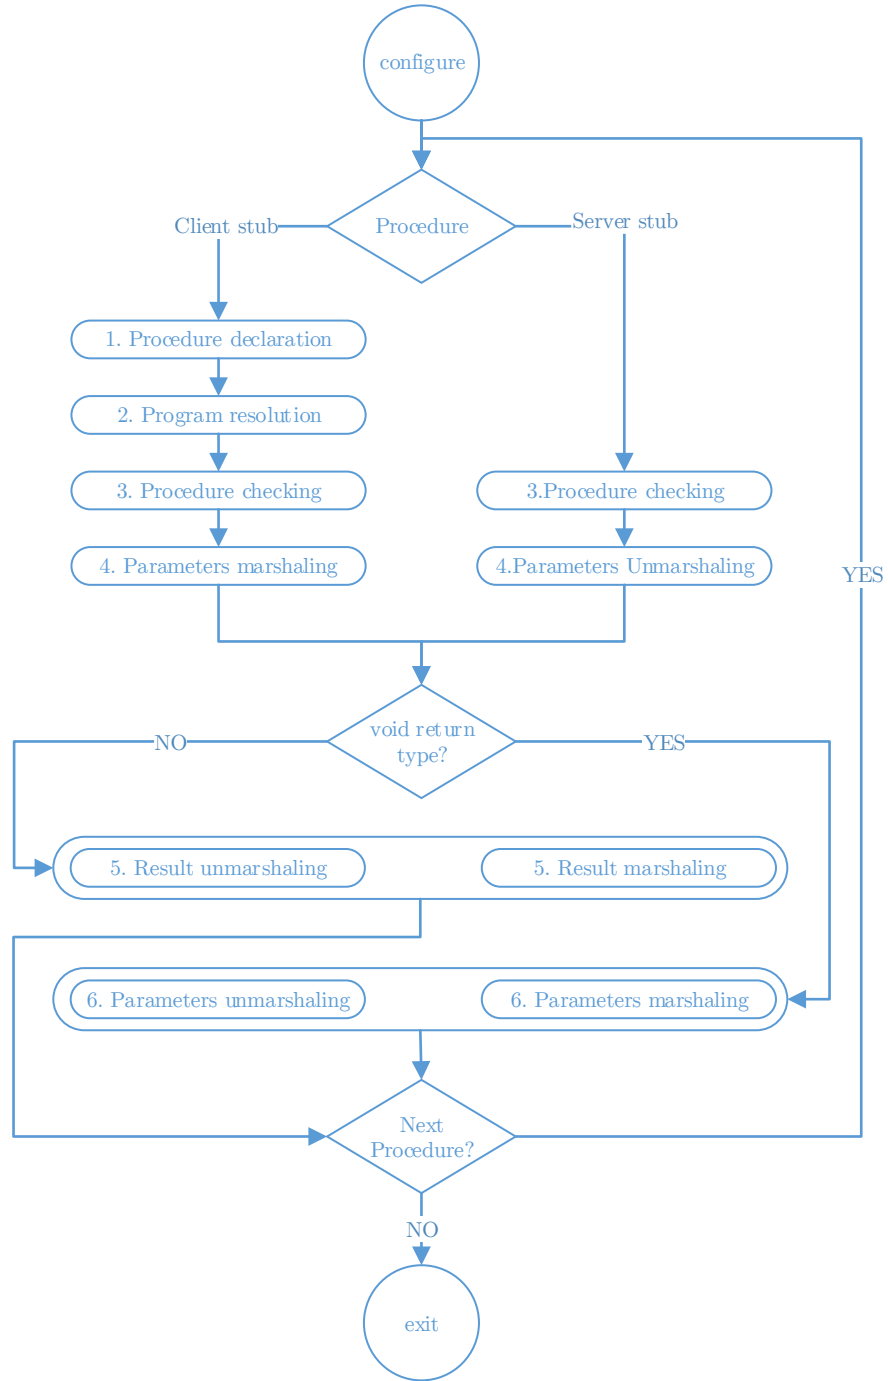 configure
Procedure
Client stub
Server stub
1. Procedure declaration
2. Program resolution
3. Procedure checking
3.Procedure checking
4. Parameters marshaling
4.Parameters Unmarshaling
YES
void return
type?
NO
YES
5. Result unmarshaling
5. Result marshaling
6. Parameters unmarshaling
6. Parameters marshaling
Next
Procedure?
NO
exit